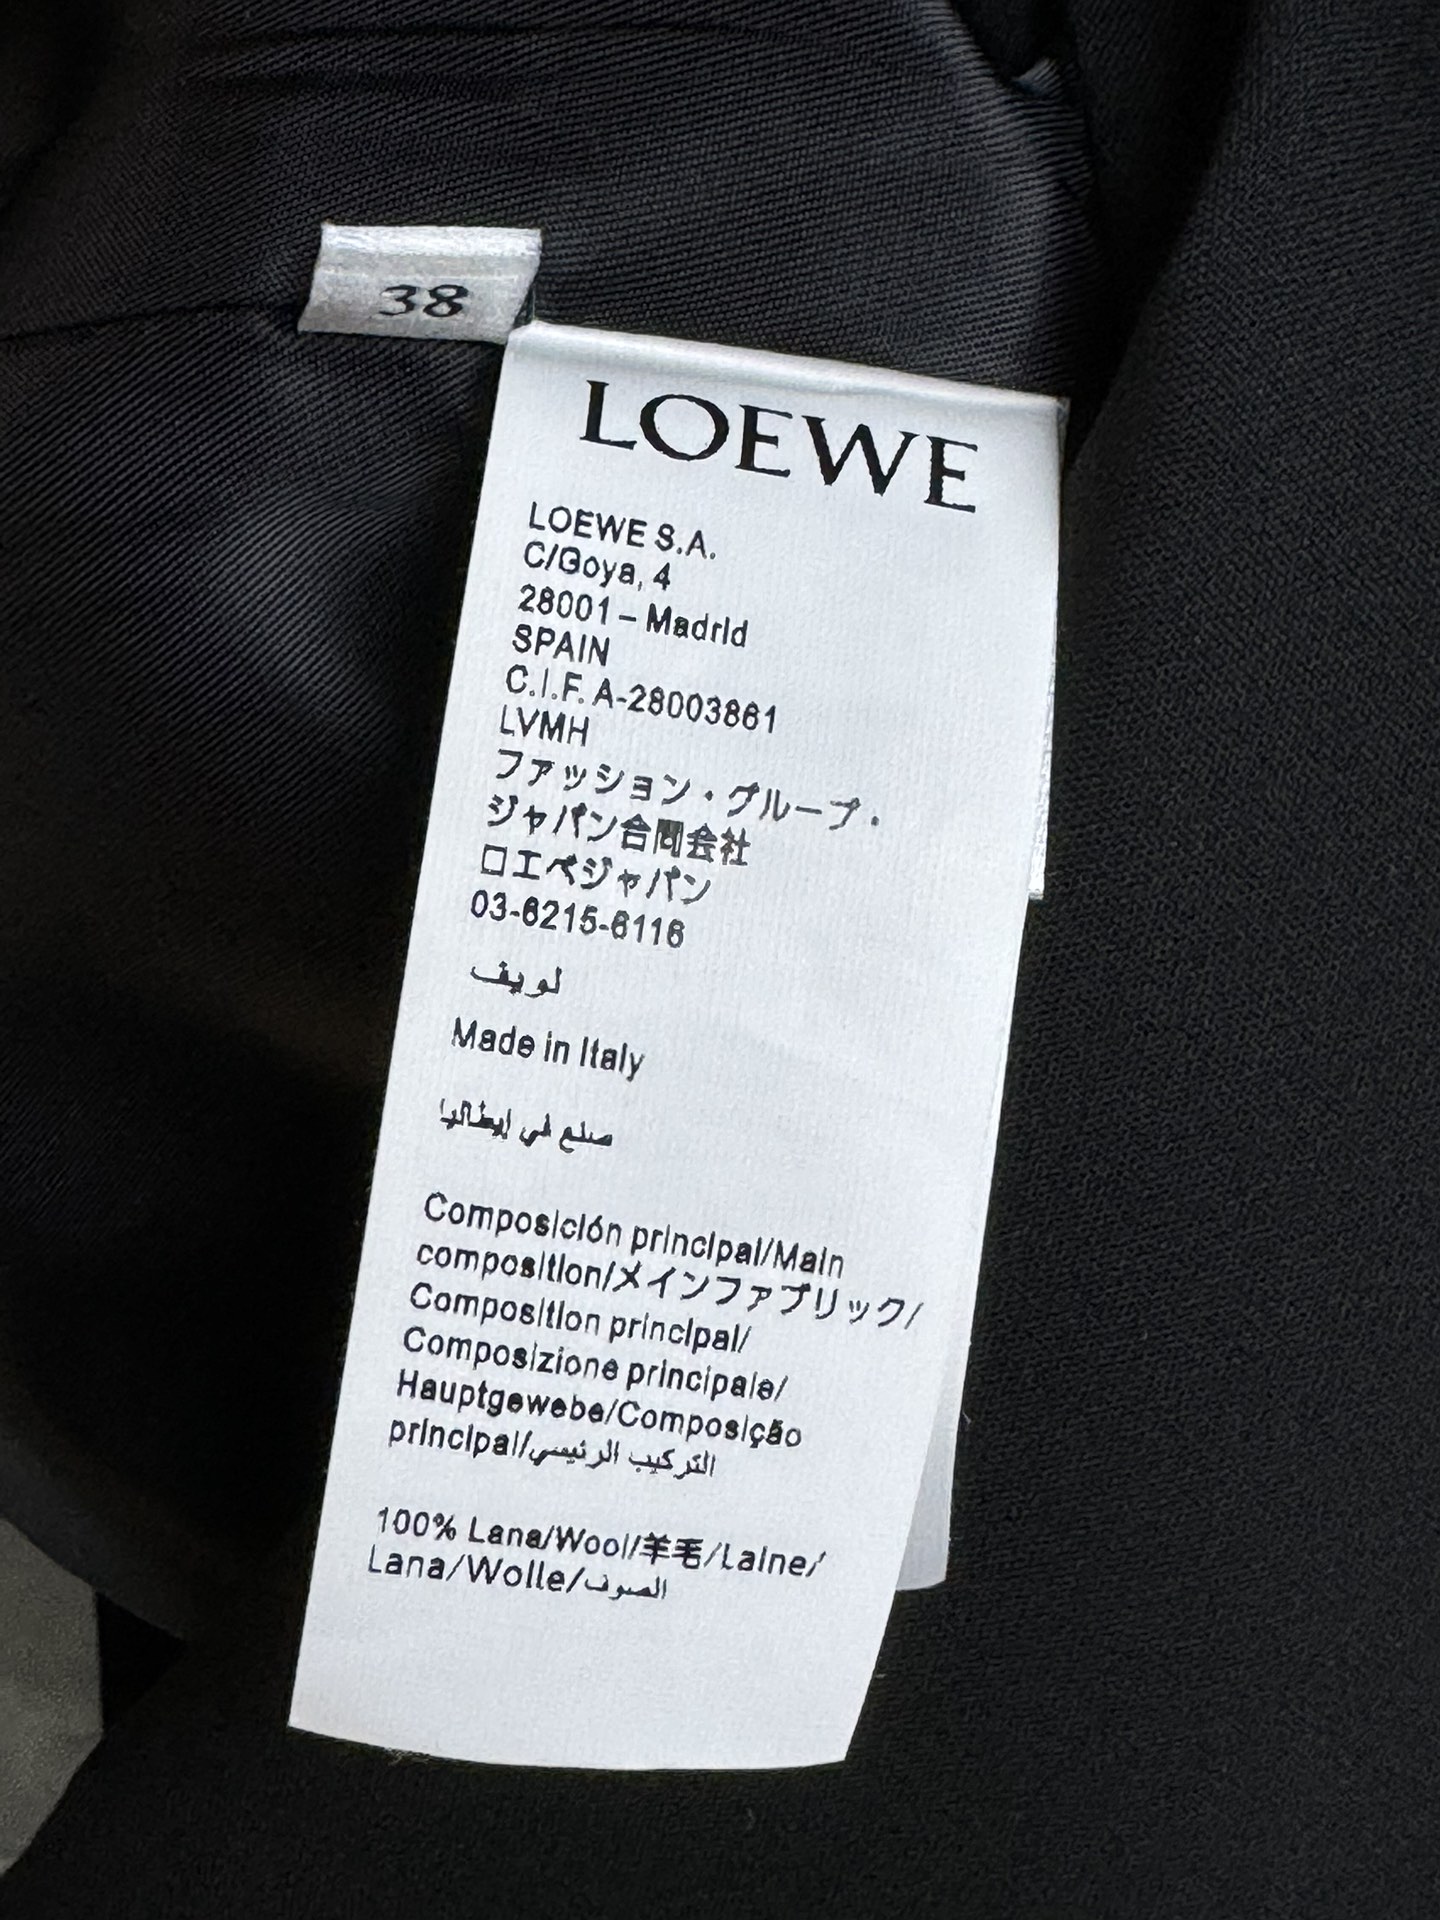 38
LOEWE
LOEWE S.A.
C/Goya, 4
28001 – Madrid
SPAIN
C.I.F. A-28003861
LVMH
ファッション・グループ・
ジャパン合同会社
ロエベジャパン
03-6215-6116
لويف
Made in Italy
صنع في إيطاليا
Composición principal/Main
composition/メインファブリック/
Composition principal/
Composizione principale/
Hauptgewebe/Composição
principal/التركيب الرئيسي
100% Lana/Wool/羊毛/Laine/
Lana/Wolle/الصوف